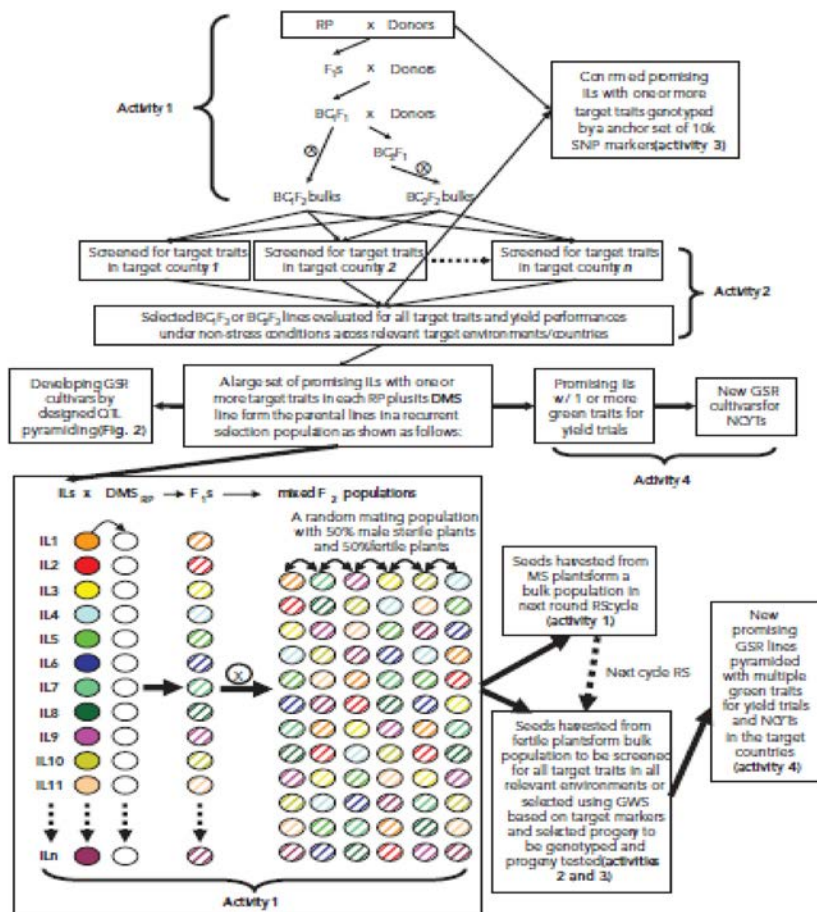 RP x Donors
F1s x Donors
Activity 1
BC1F1 x Donors
BC2F1
BC1F2 bulks
BC2F2 bulks
Con rm ed promising
ILs with one or more
target traits genotyped
by a anchor set of 10k
SNP markers (activity 3)
Screened for target traits
in target county 1
Screened for target traits
in target county 2
Screened for target traits
in target county n
Activity 2
Selected BC1F2 or BC2F2 lines evaluated for all target traits and yield performances
under non-stress conditions across relevant target environments/countries
Developing GSR
cultivars by
designed QTL
pyramiding (Fig. 2)
A large set of promising ILs with one or
more target traits in each RP plus its DMS
line form the parental lines in a recurrent
selection population as shown as follows:
Promising ILs
w/ 1 or more
green traits for
yield trials
New GSR
cultivars for
NCYTs
Activity 4
ILs x DMSRP F1s mixed F2 populations
A random mating population
with 50% male sterile plants
and 50% fertile plants
IL1
IL2
IL3
IL4
IL5
IL6
IL7
IL8
IL9
IL10
IL11
ILn
X
Activity 1
Seeds harvested from
MS plants form a
bulk population in
next round RS cycle
(activity 1)
Next cycle RS
Seeds harvested from
fertile plants form bulk
population to be screened
for all target traits in all
relevant environments or
selected using GWS
based on target markers
and selected progeny to
be genotyped and
progeny tested (activities
2 and 3)
New
promising
GSR lines
pyramided
with multiple
green traits
for yield trials
and NCYTs
in the target
countries
(activity 4)